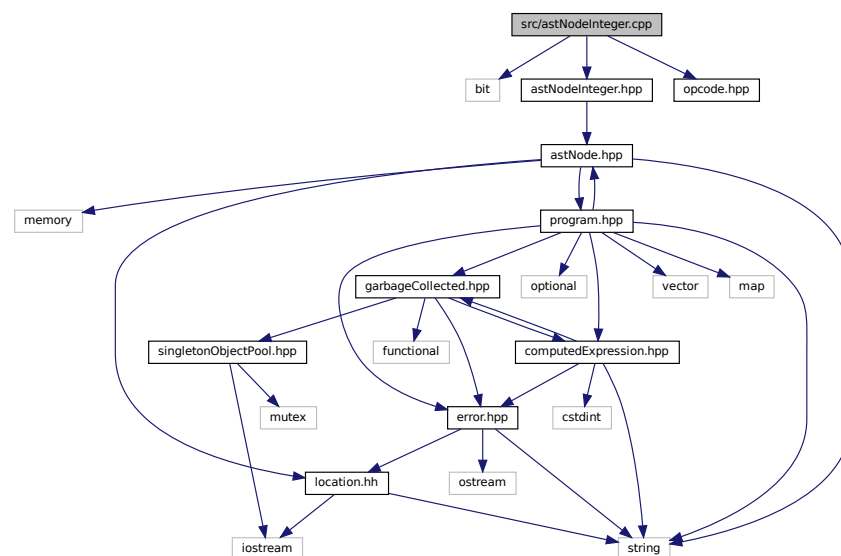 src/astNodeInteger.cpp
bit
astNodeInteger.hpp
opcode.hpp
astNode.hpp
memory
program.hpp
garbageCollected.hpp
optional
vector
map
singletonObjectPool.hpp
functional
computedExpression.hpp
mutex
error.hpp
cstdint
location.hh
ostream
iostream
string